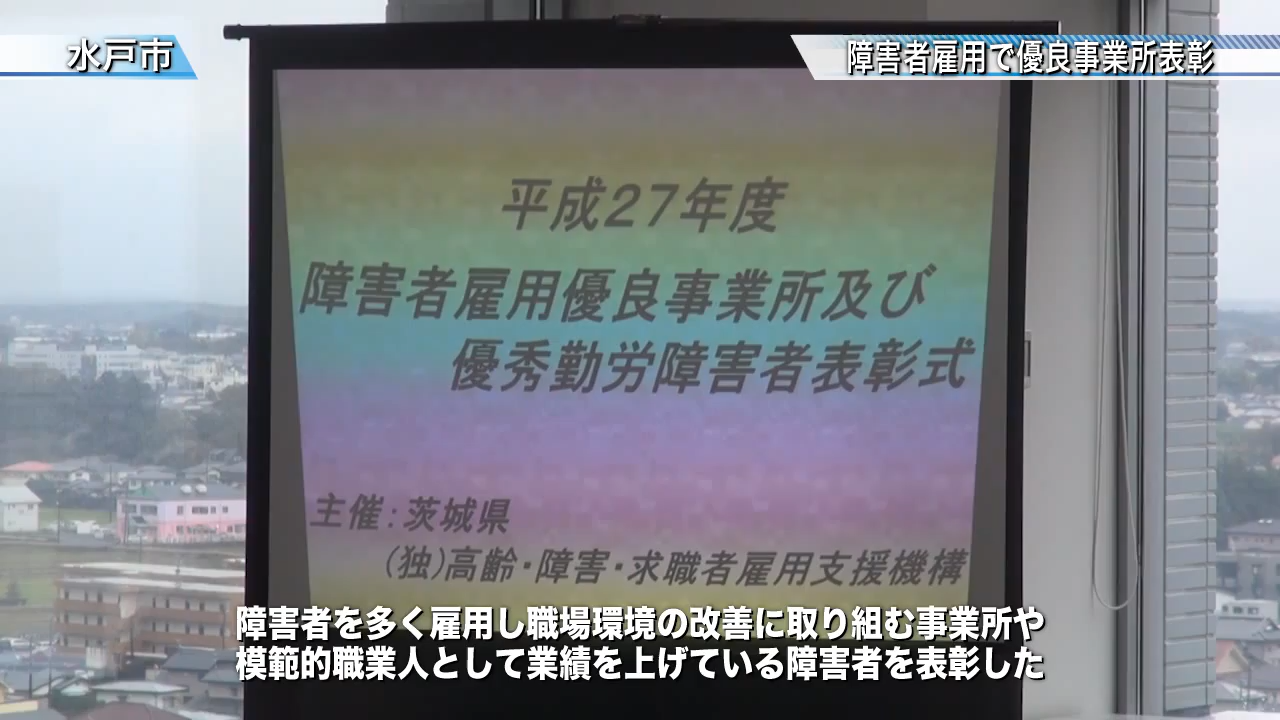 水戸市
障害者雇用で優良事業所表彰
平成27年度
障害者雇用優良事業所及び
優秀勤労障害者表彰式
主催：茨城県
(独)高齢・障害・求職者雇用支援機構
障害者を多く雇用し職場環境の改善に取り組む事業所や
模範的職業人として業績を上げている障害者を表彰した